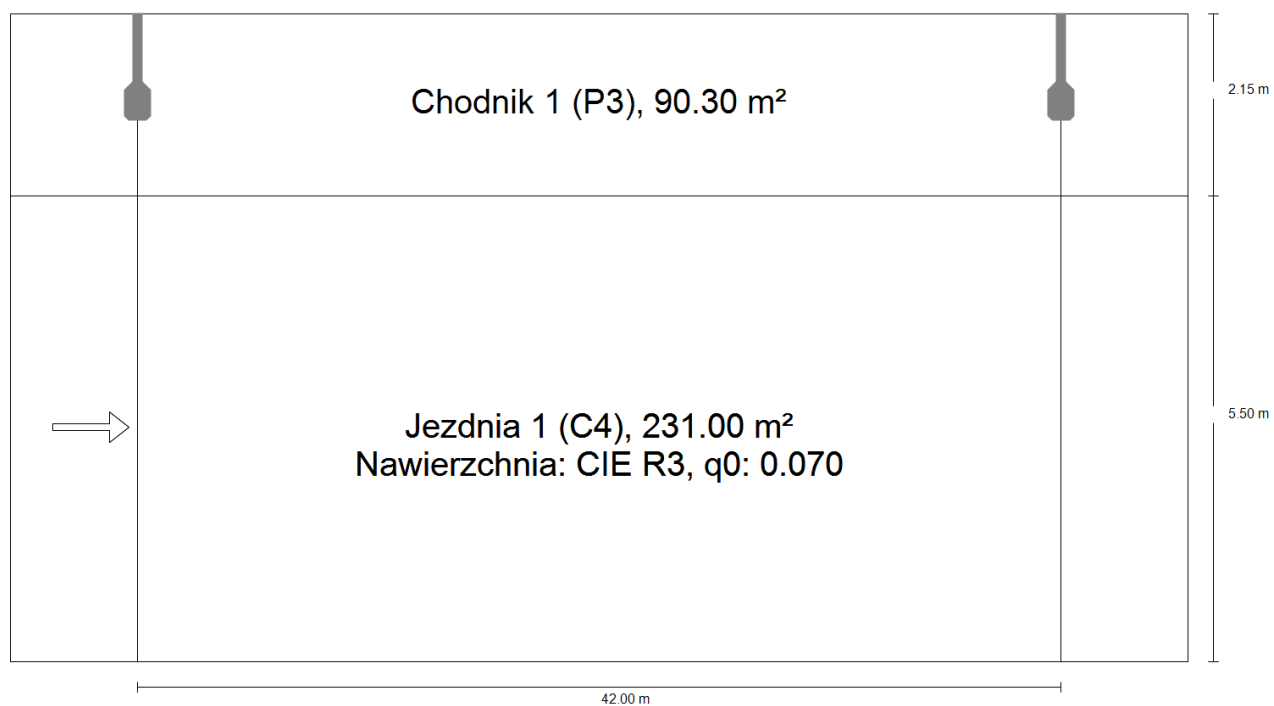 Chodnik 1 (P3), 90.30 m²
2.15 m
Jezdnia 1 (C4), 231.00 m²
Nawierzchnia: CIE R3, q0: 0.070
5.50 m
42.00 m